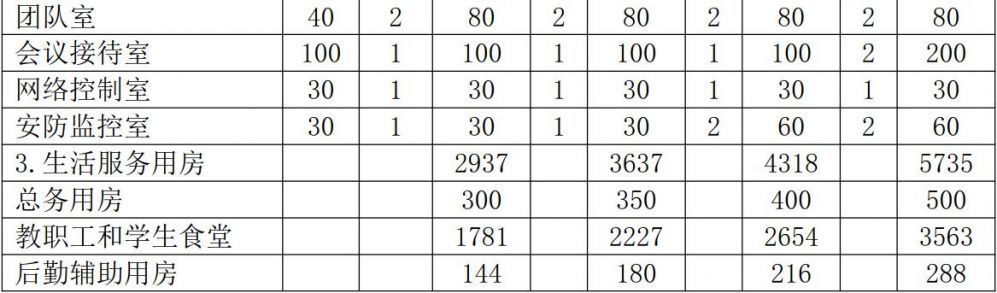 团队室 40 2 80 2 80 2 80 2 80
会议接待室 100 1 100 1 100 1 100 2 200
网络控制室 30 1 30 1 30 1 30 1 30
安防监控室 30 1 30 1 30 2 60 2 60
3.生活服务用房 2937 3637 4318 5735
总务用房 300 350 400 500
教职工和学生食堂 1781 2227 2654 3563
后勤辅助用房 144 180 216 288